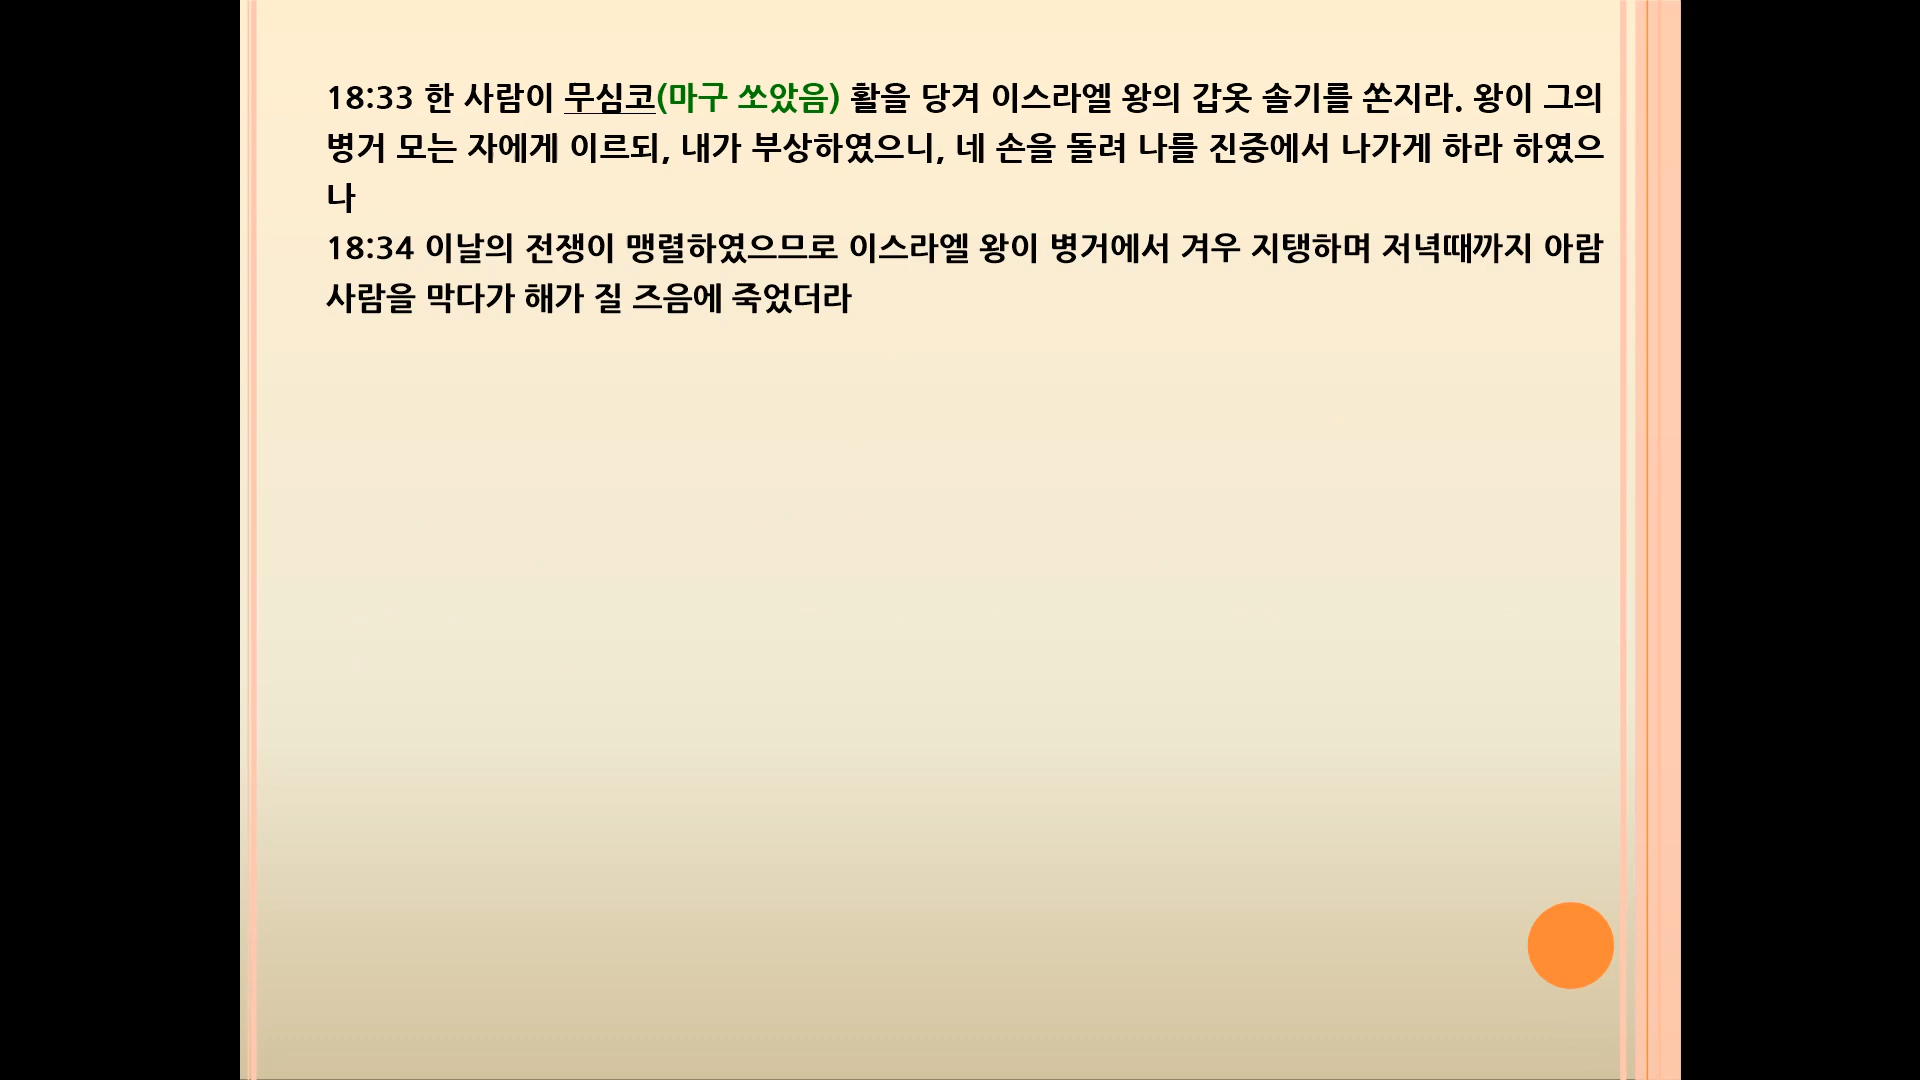 18:33 한 사람이 무심코(마구 쏘았음) 활을 당겨 이스라엘 왕의 갑옷 솔기를 쏜지라. 왕이 그의
병거 모는 자에게 이르되, 내가 부상하였으니, 네 손을 돌려 나를 진중에서 나가게 하라 하였으
나
18:34 이날의 전쟁이 맹렬하였으므로 이스라엘 왕이 병거에서 겨우 지탱하며 저녁때까지 아람
사람을 막다가 해가 질 즈음에 죽었더라